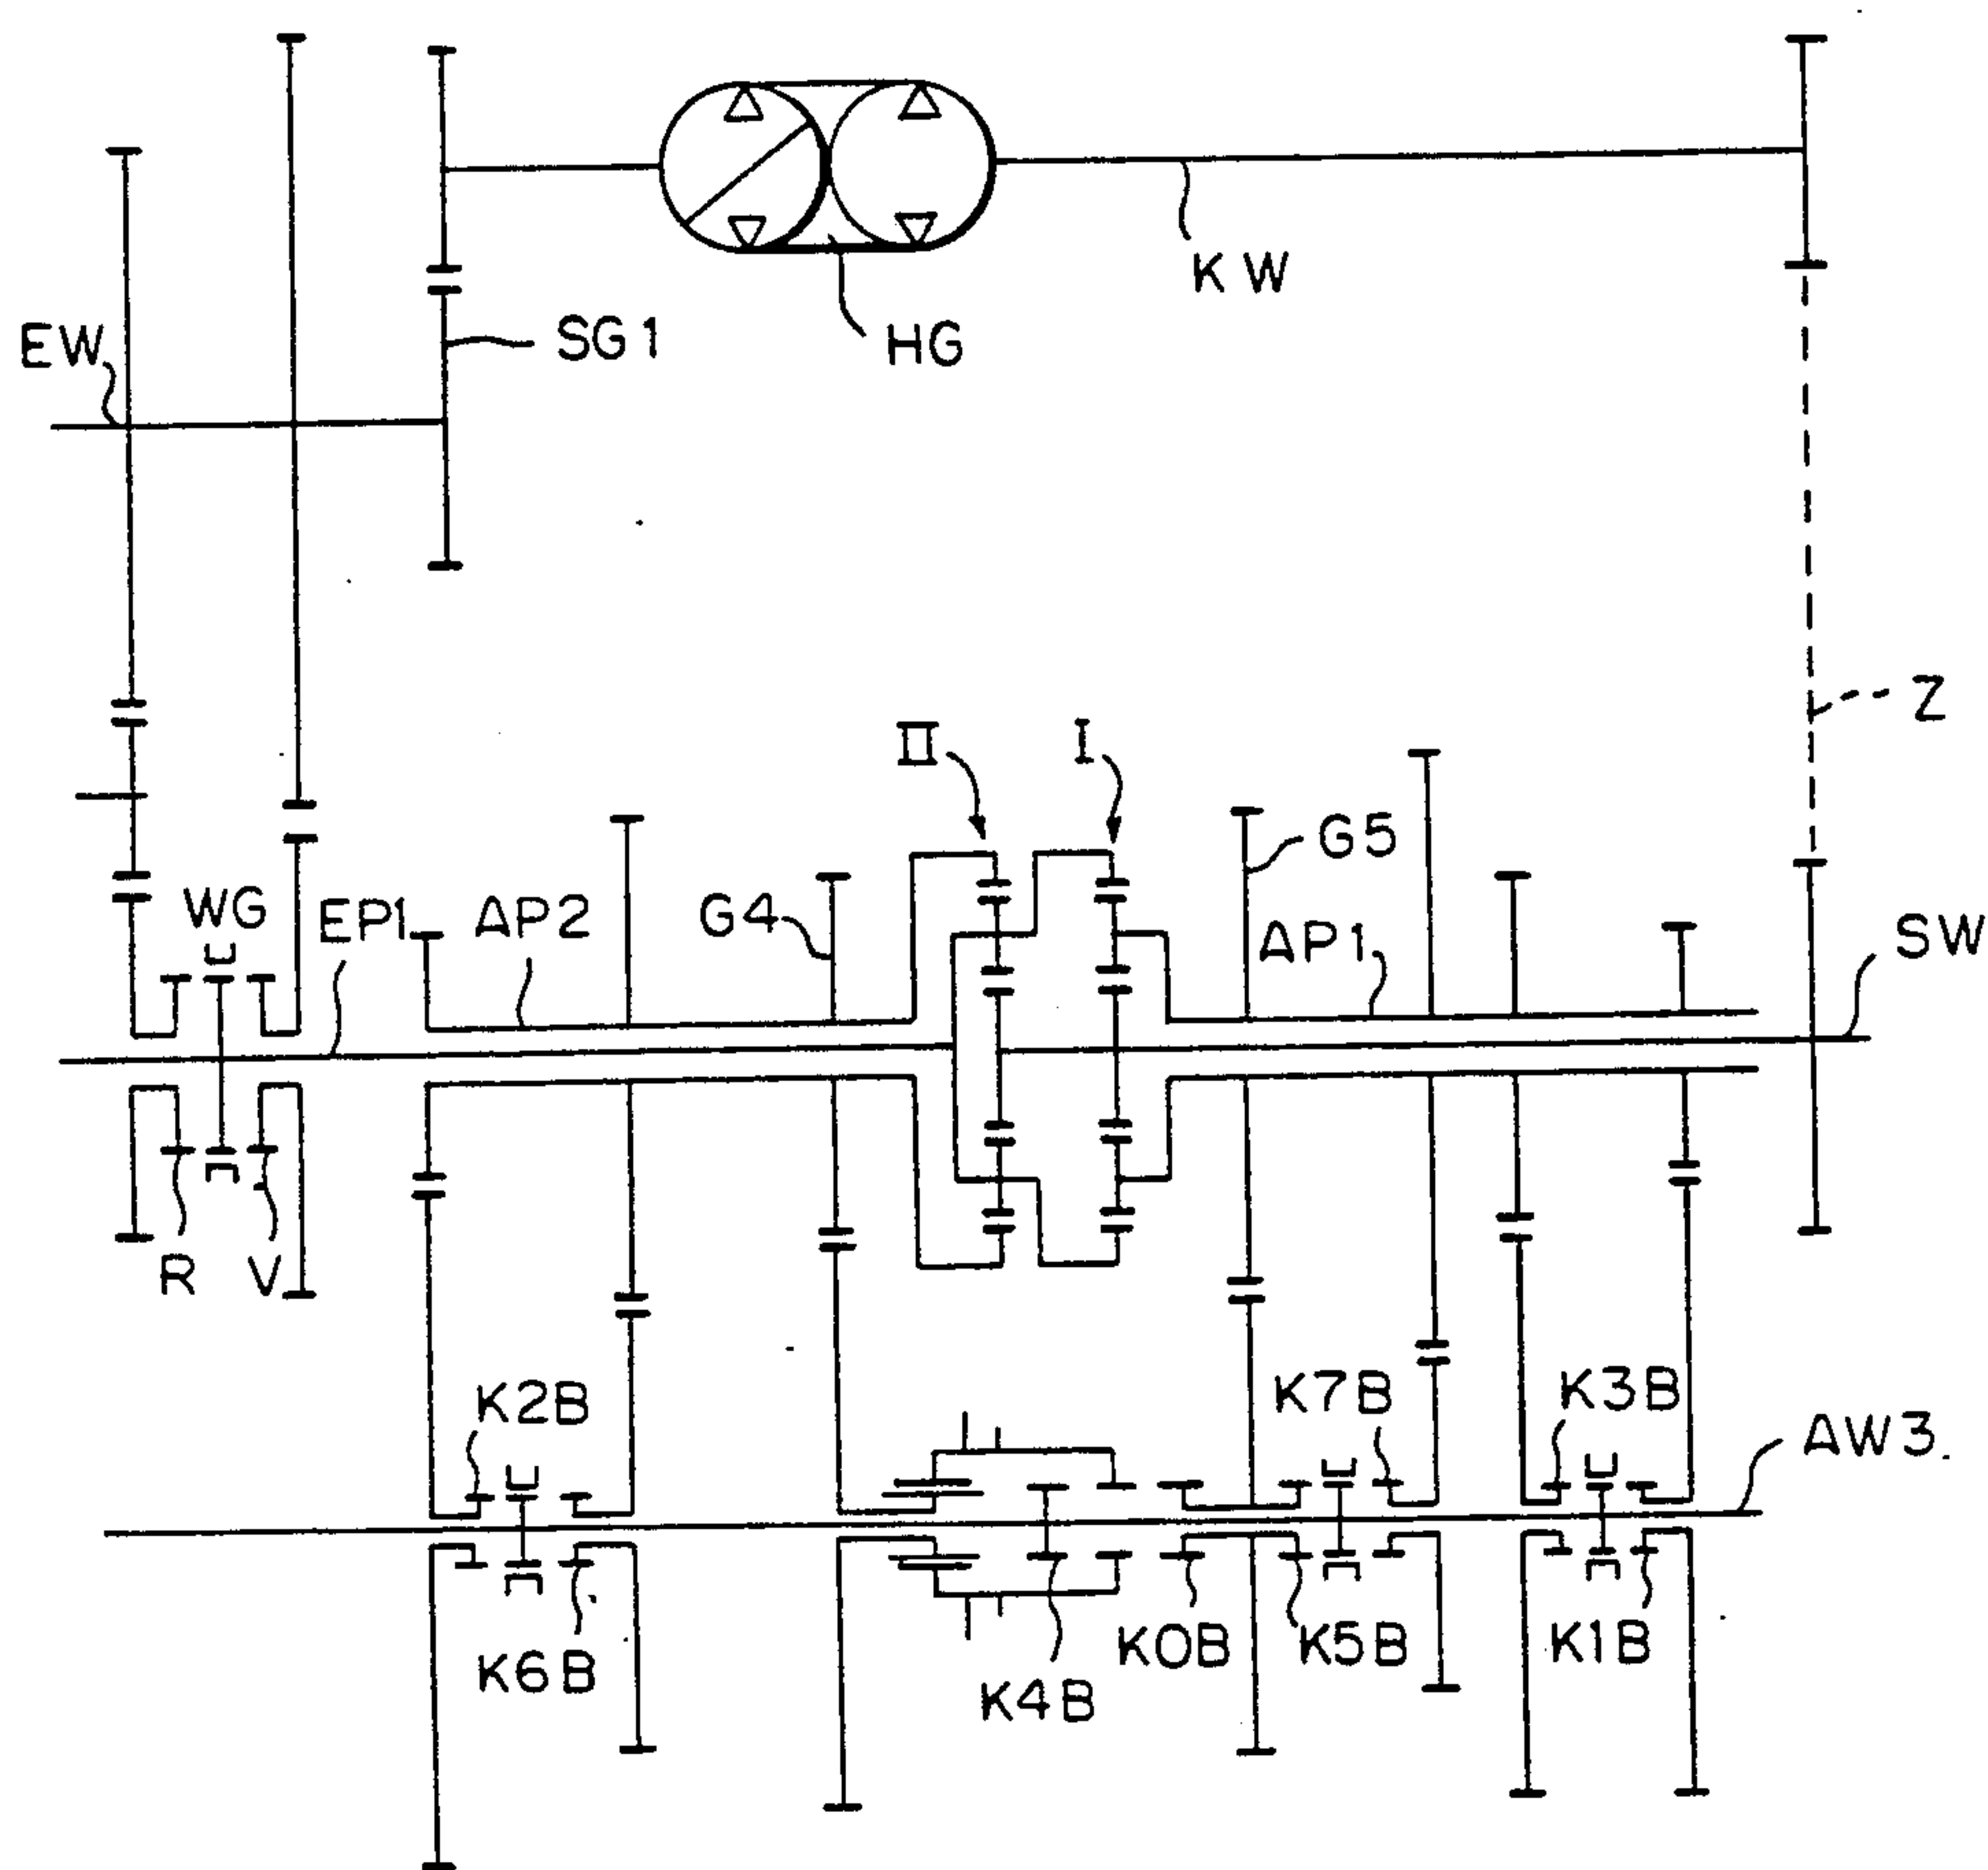 KW
HG
SG1
EW
Z
II
I
G5
WG
EP1
AP2
G4
AP1
SW
R
V
K2B
K7B
K3B
AW3
K6B
K4B
K0B
K5B
K1B